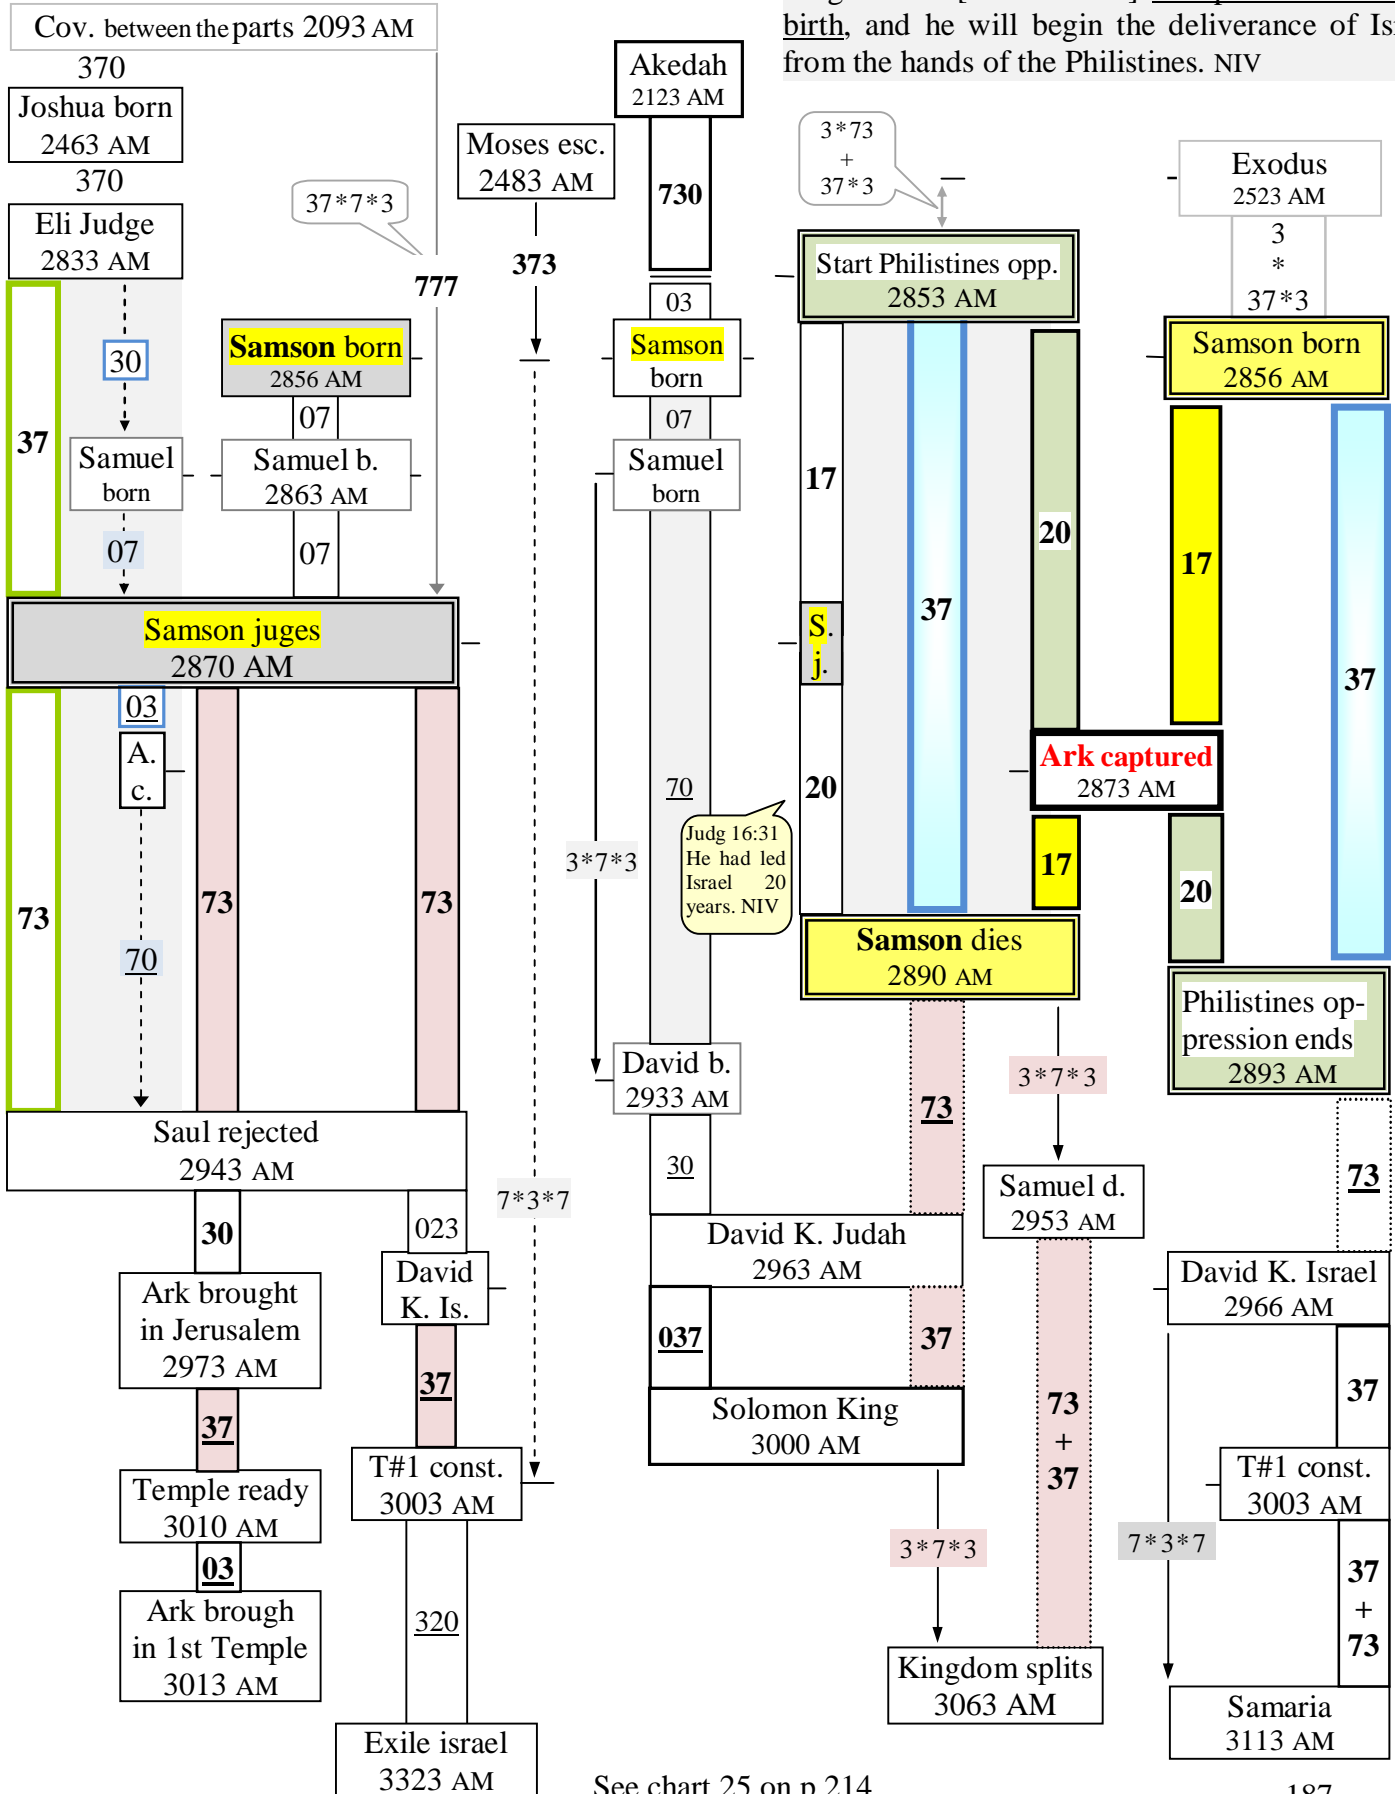 birth, and he will begin the deliverance of
from the hands of the Philistines. NIV
Cov. between the parts 2093 AM
370
Joshua born
2463 AM
370
Eli Judge
2833 AM
37
30
Samuel
born
07
37*7*3
777
Samson born
2856 AM
07
Samuel b.
2863 AM
07
Samson juges
2870 AM
73
03
A.
c.
70
73
73
Saul rejected
2943 AM
30
Ark brought
in Jerusalem
2973 AM
37
Temple ready
3010 AM
03
Ark brough
in 1st Temple
3013 AM
023
David
K. Is.
37
T#1 const.
3003 AM
320
Exile israel
3323 AM
Moses esc.
2483 AM
373
7*3*7
Akedah
2123 AM
730
03
Samson
born
07
Samuel
born
3*7*3
70
David b.
2933 AM
30
David K. Judah
2963 AM
037
37
Solomon King
3000 AM
3*7*3
Kingdom splits
3063 AM
3*73
+
37*3
Start Philistines opp.
2853 AM
17
S.
j.
20
Judg 16:31
He had led
Israel 20
years. NIV
37
20
Ark captured
2873 AM
17
Samson dies
2890 AM
73
3*7*3
Samuel d.
2953 AM
73
+
37
Exodus
2523 AM
3
*
37*3
Samson born
2856 AM
17
37
20
Philistines op-
pression ends
2893 AM
73
David K. Israel
2966 AM
37
T#1 const.
3003 AM
7*3*7
37
+
73
Samaria
3113 AM
See chart 25 on p 214
187